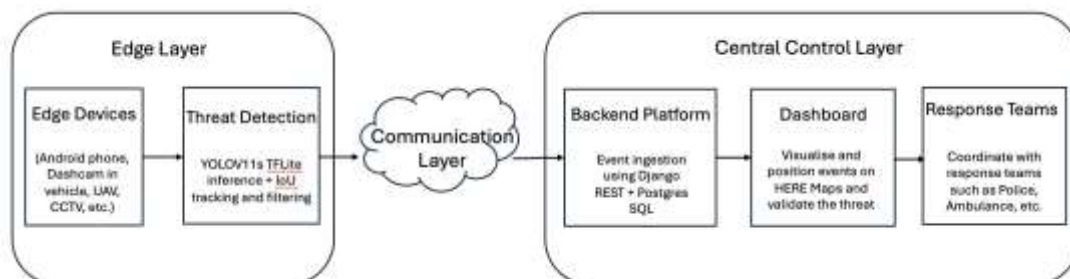 Edge Layer
Edge Devices
(Android phone,
Dashcam in
vehicle, UAV,
CCTV, etc.)
Threat Detection
YOLOV11s TFLite
inference + IoU
tracking and filtering
Communication
Layer
Central Control Layer
Backend Platform
Event ingestion
using Django
REST + Postgres
SQL
Dashboard
Visualise and
position events on
HERE Maps and
validate the threat
Response Teams
Coordinate with
response teams
such as Police,
Ambulance, etc.